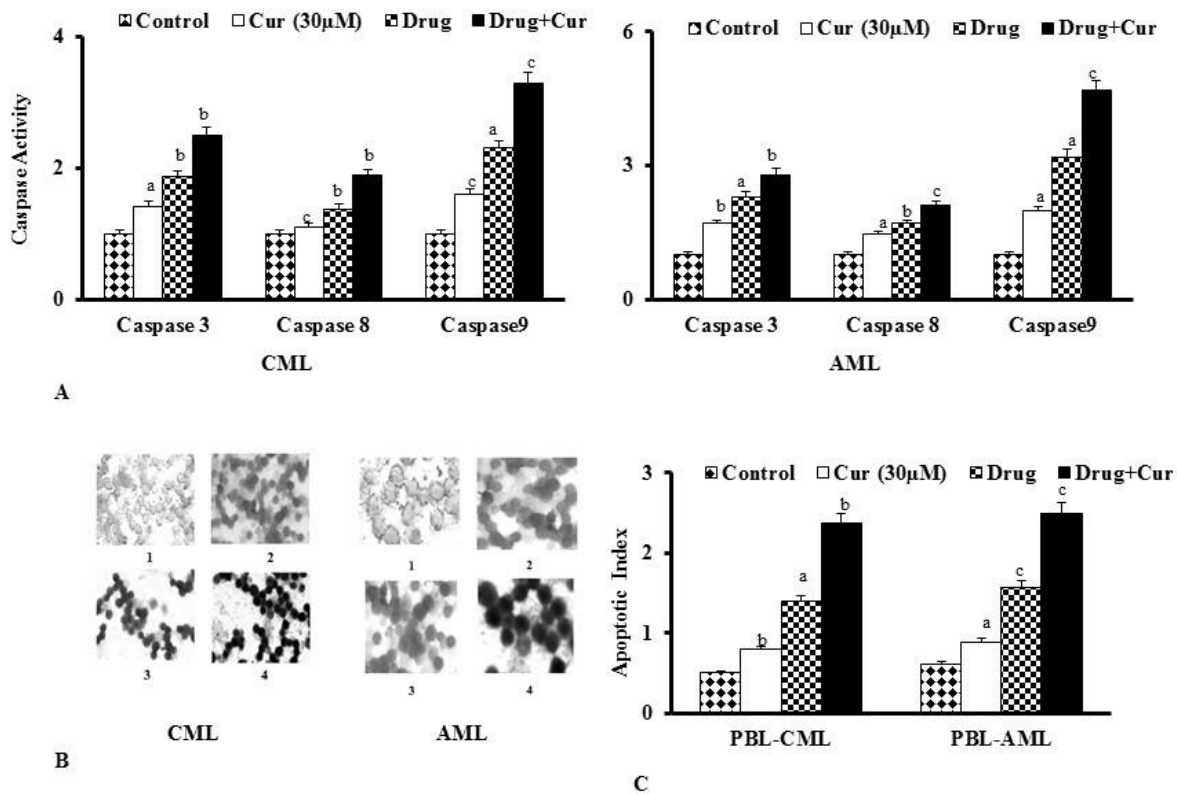 Control Cur (30µM) Drug Drug+Cur
4
2
0
Caspase Activity
a
b
b
c
b
b
c
a
c
Caspase 3 Caspase 8 Caspase9
CML
Control Cur (30µM) Drug Drug+Cur
6
3
0
b
a
b
a
b
c
a
a
c
Caspase 3 Caspase 8 Caspase9
AML
A
1 2
3 4
CML
1 2
3 4
AML
B
Control Cur (30µM) Drug Drug+Cur
3
2
1
0
Apoptotic Index
b
a
b
a
c
c
PBL-CML PBL-AML
C